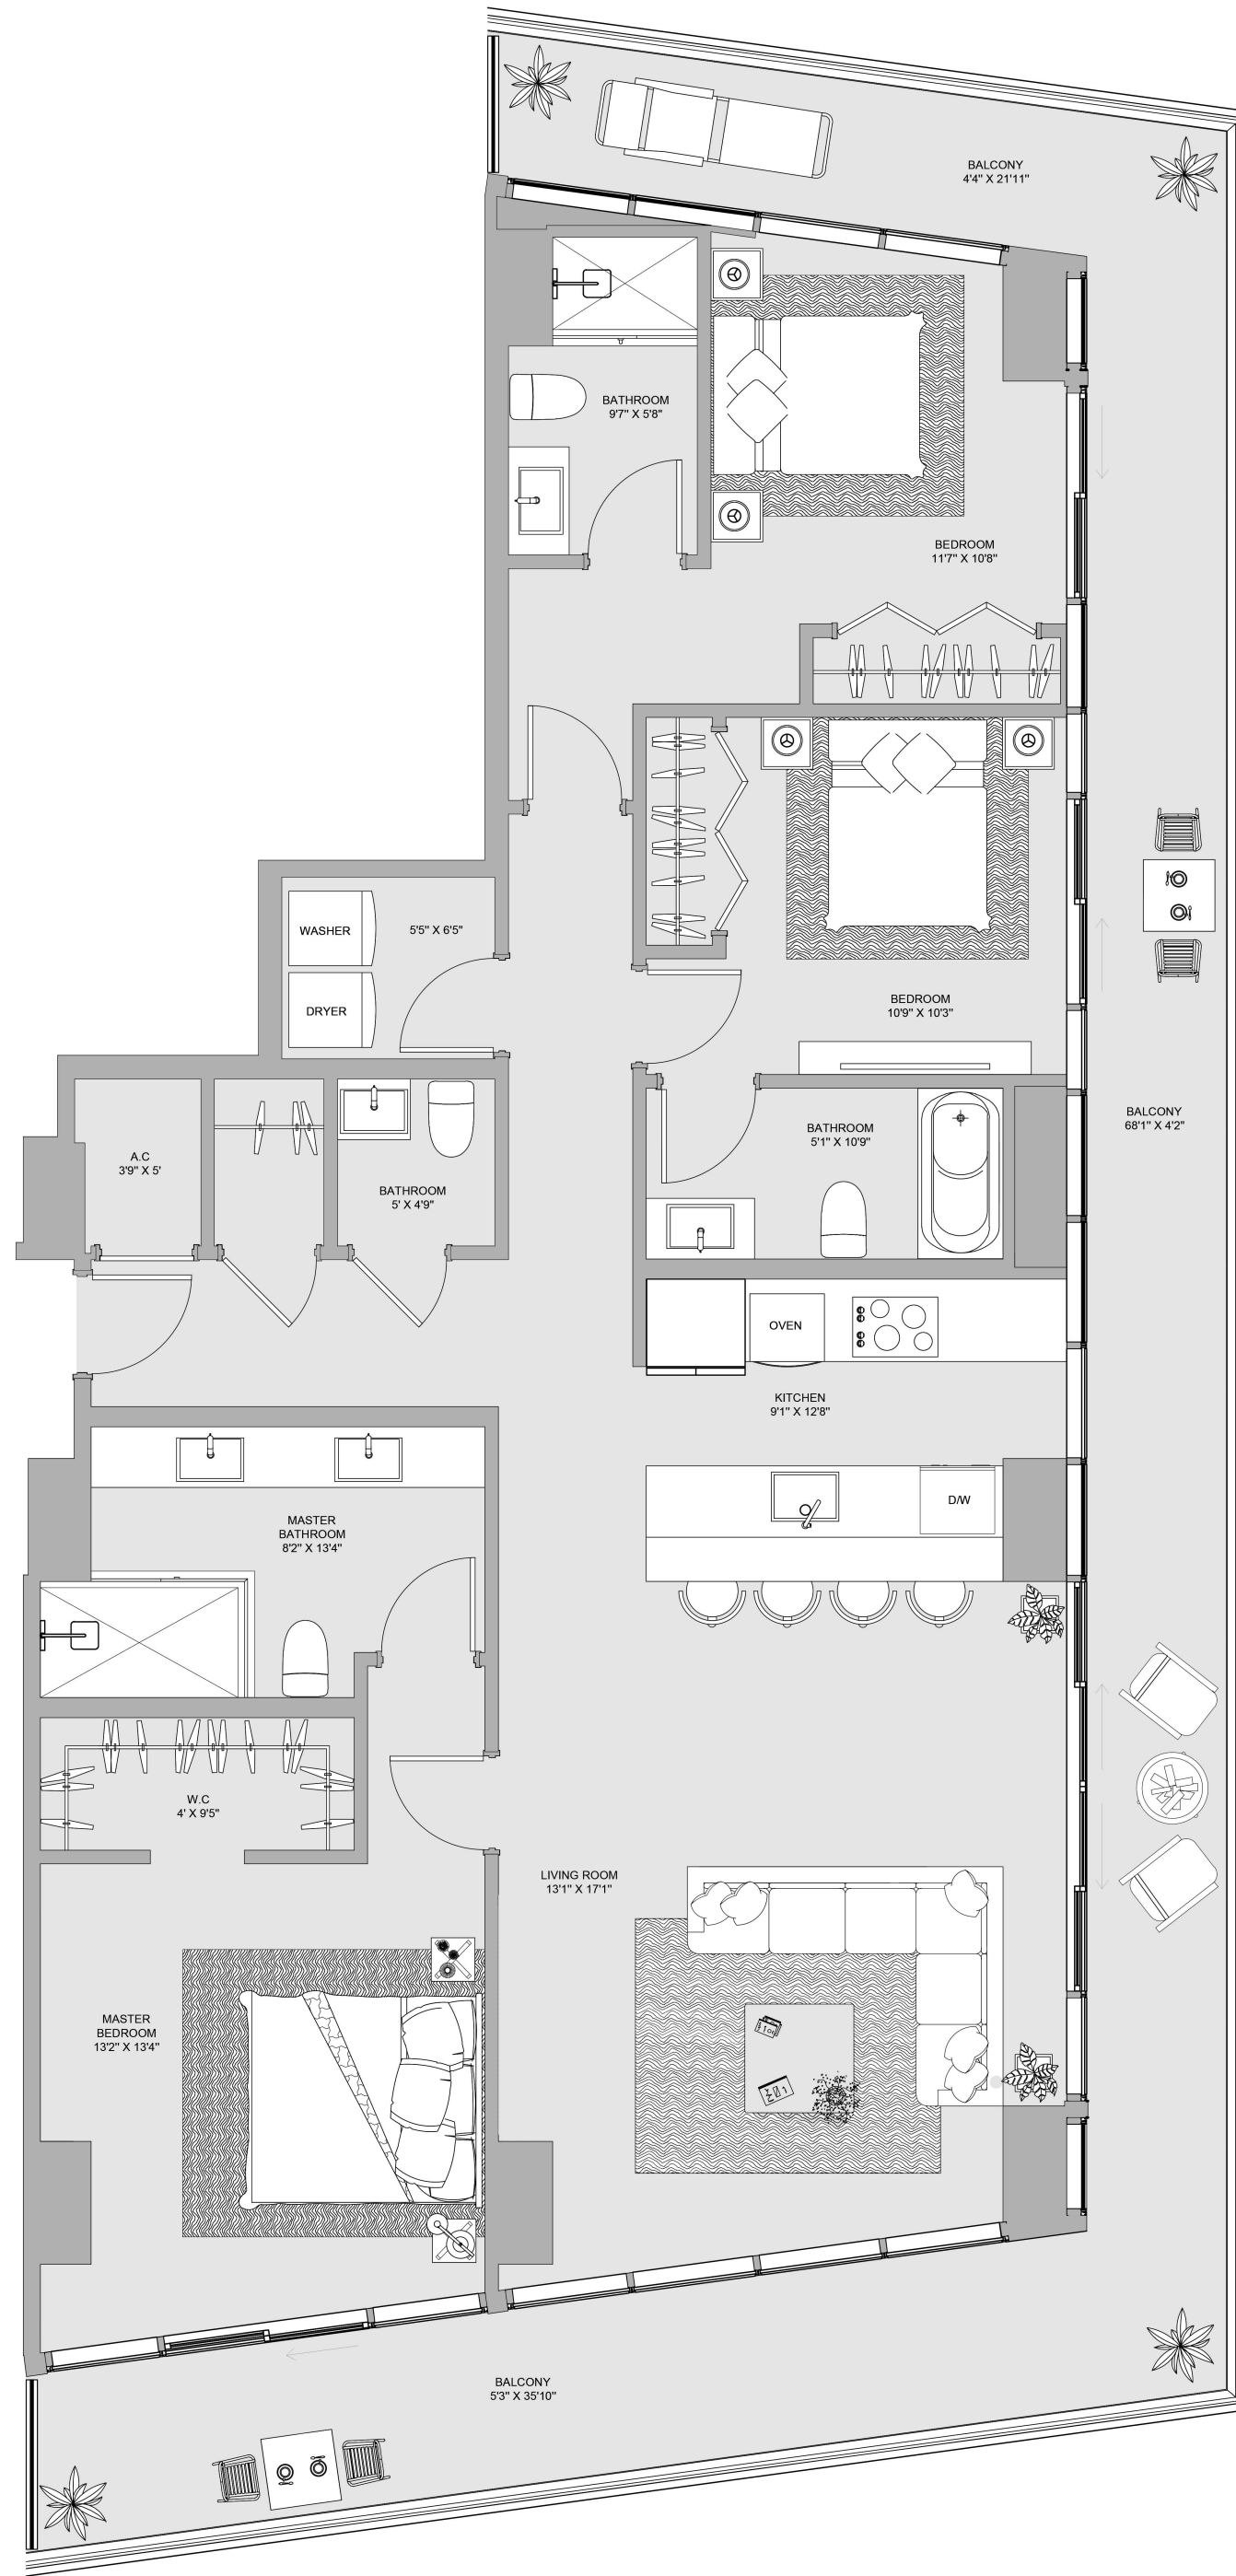 BALCONY
4'4" X 21'11"
BATHROOM
9'7" X 5'8"
BEDROOM
11'7" X 10'8"
WASHER
5'5" X 6'5"
DRYER
BEDROOM
10'9" X 10'3"
BALCONY
68'1" X 4'2"
A.C
3'9" X 5'
BATHROOM
5' X 4'9"
BATHROOM
5'1" X 10'9"
OVEN
KITCHEN
9'1" X 12'8"
D/W
MASTER
BATHROOM
8'2" X 13'4"
W.C
4' X 9'5"
LIVING ROOM
13'1" X 17'1"
MASTER
BEDROOM
13'2" X 13'4"
BALCONY
5'3" X 35'10"